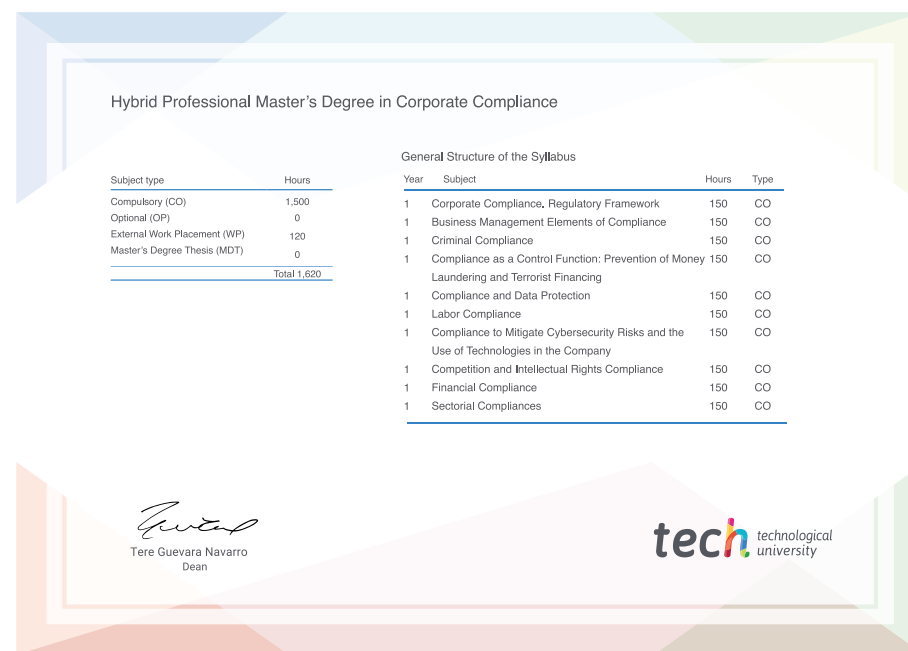 Hybrid Professional Master's Degree in Corporate Compliance
Subject type Hours
Compulsory (CO) 1,500
Optional (OP) 0
External Work Placement (WP) 120
Master's Degree Thesis (MDT) 0
Total 1,620
General Structure of the Syllabus
Year Subject Hours Type
1 Corporate Compliance. Regulatory Framework 150 CO
1 Business Management Elements of Compliance 150 CO
1 Criminal Compliance 150 CO
1 Compliance as a Control Function: Prevention of Money 150 CO
Laundering and Terrorist Financing
1 Compliance and Data Protection 150 CO
1 Labor Compliance 150 CO
1 Compliance to Mitigate Cybersecurity Risks and the 150 CO
Use of Technologies in the Company
1 Competition and Intellectual Rights Compliance 150 CO
1 Financial Compliance 150 CO
1 Sectorial Compliances 150 CO
Tere Guevara Navarro
Dean
tech technological
university